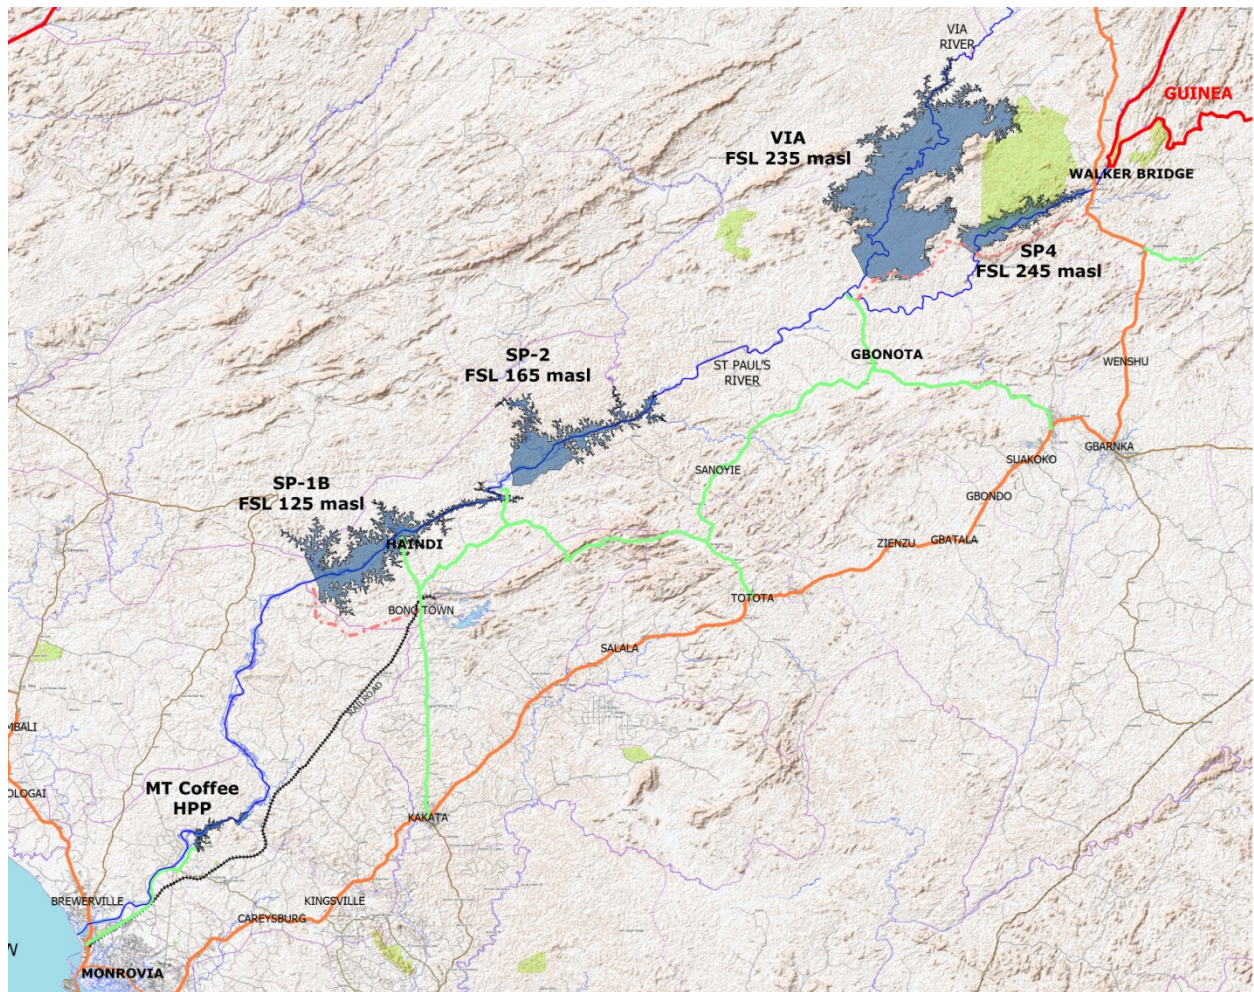 VIA
RIVER
GUINEA
VIA
FSL 235 masl
WALKER BRIDGE
SP4
FSL 245 masl
SP-2
FSL 165 masl
GBONOTA
ST PAUL'S
RIVER
WENSHU
SP-1B
FSL 125 masl
SANOYIE
SUAKOKO
GBARNKA
GBONDO
HAINDI
ZIENZU
GBATALA
BONG TOWN
TOTOTA
SALALA
RAILROAD
MBALI
OLOGAI
MT Coffee
HPP
KAKATA
BREWERVILLE
KINGSVILLE
CAREYSBURG
MONROVIA